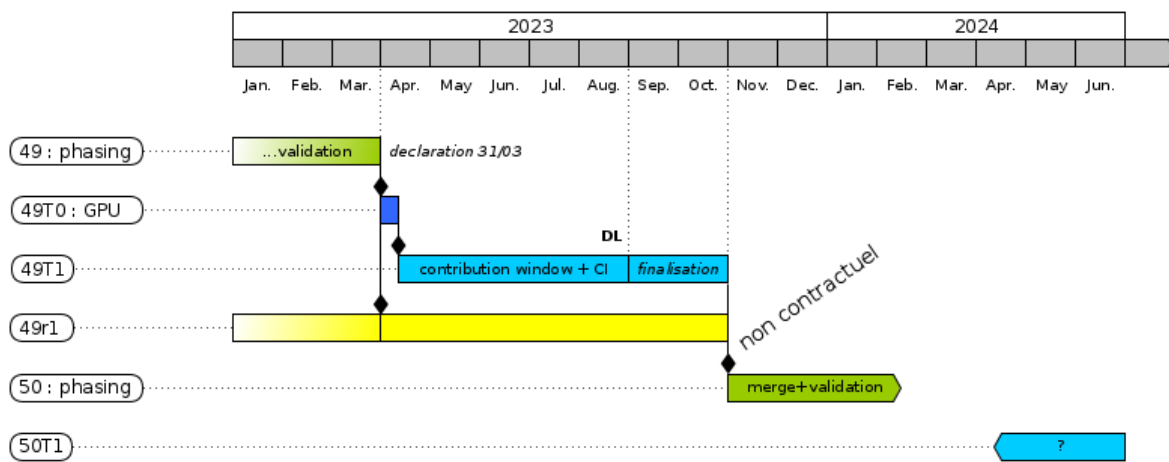 2023 2024
Jan. Feb. Mar. Apr. May Jun. Jul. Aug. Sep. Oct. Nov. Dec. Jan. Feb. Mar. Apr. May Jun.
49 : phasing ...validation declaration 31/03
49T0 : GPU
DL
49T1 contribution window + CI finalisation
non contractuel
49r1
50 : phasing merge+validation
50T1 ?